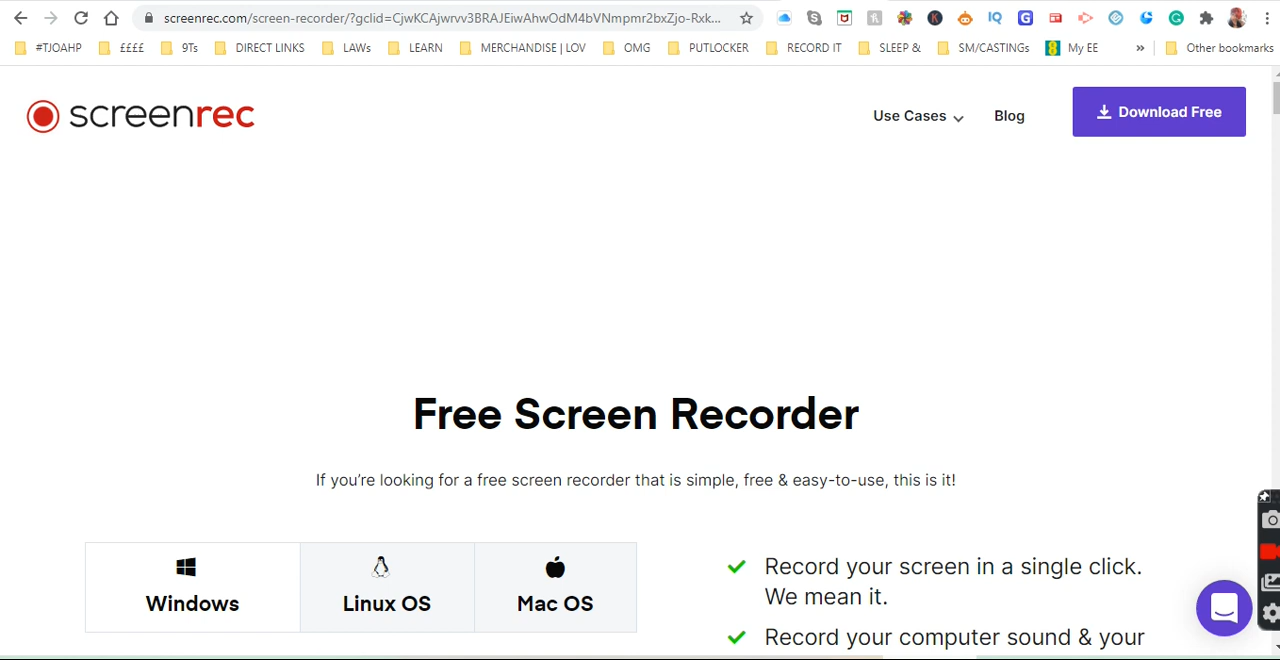 screenrec.com/screen-recorder/?gclid=CjwKCAjwrvv3BRAJEiwAhwOdM4bVNmpmr2bxZjo-Rxk...
#TJOAHP ££££ 9Ts DIRECT LINKS LAWs LEARN MERCHANDISE | LOV OMG PUTLOCKER RECORD IT SLEEP & SM/CASTINGs My EE » Other bookmarks
screenrec Use Cases Blog Download Free
Free Screen Recorder
If you're looking for a free screen recorder that is simple, free & easy-to-use, this is it!
Windows Linux OS Mac OS
Record your screen in a single click.
We mean it.
Record your computer sound & your